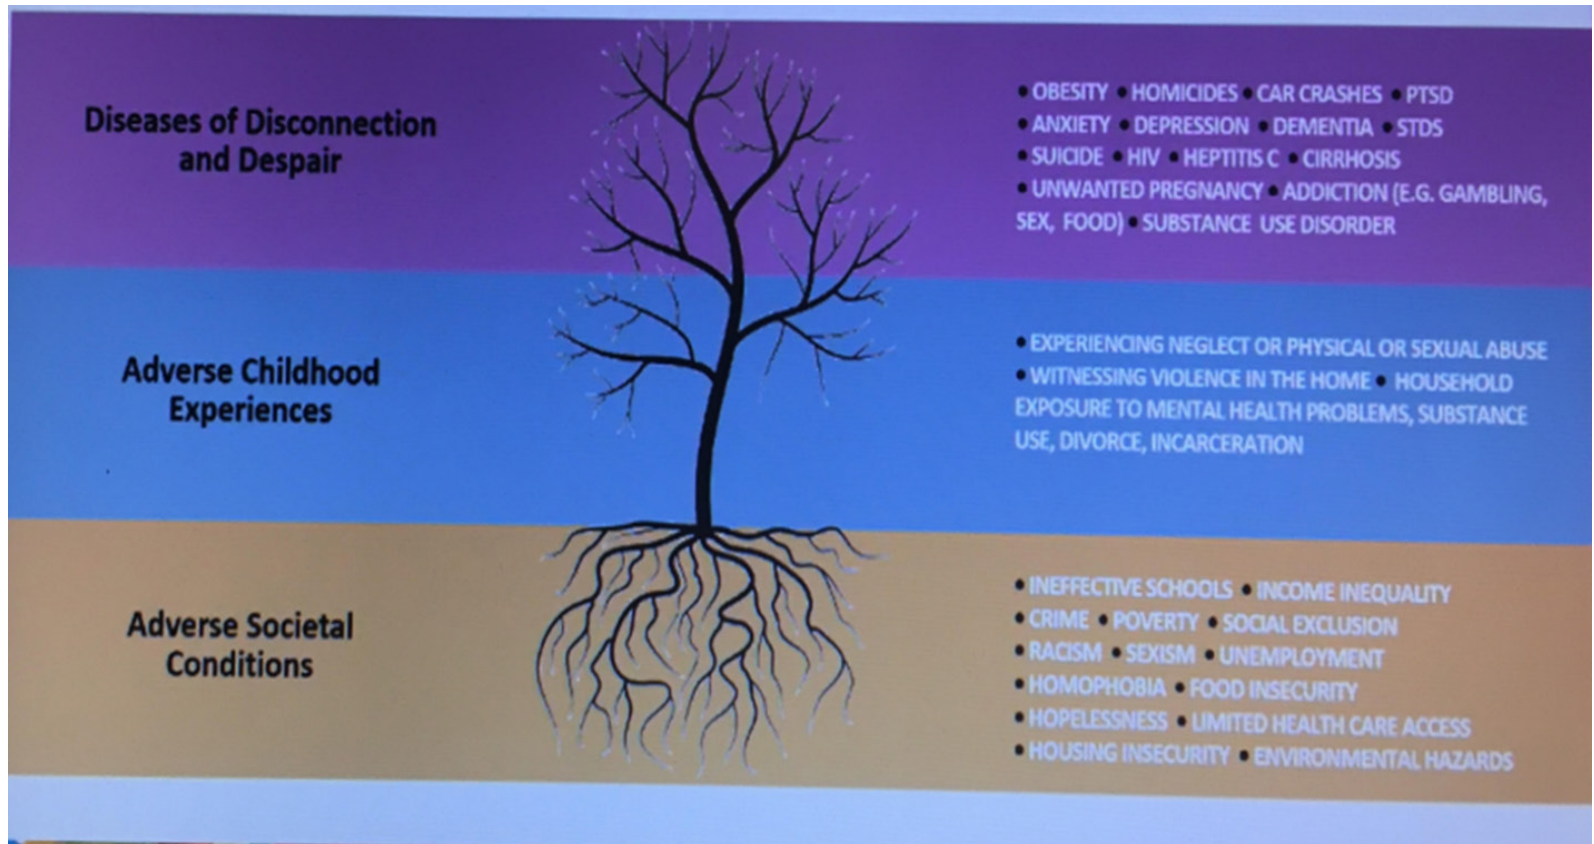 Diseases of Disconnection
and Despair
• OBESITY • HOMICIDES • CAR CRASHES • PTSD
• ANXIETY • DEPRESSION • DEMENTIA • STDS
• SUICIDE • HIV • HEPTITIS C • CIRRHOSIS
• UNWANTED PREGNANCY • ADDICTION (E.G. GAMBLING,
SEX, FOOD) • SUBSTANCE USE DISORDER
Adverse Childhood
Experiences
• EXPERIENCING NEGLECT OR PHYSICAL OR SEXUAL ABUSE
• WITNESSING VIOLENCE IN THE HOME • HOUSEHOLD
EXPOSURE TO MENTAL HEALTH PROBLEMS, SUBSTANCE
USE, DIVORCE, INCARCERATION
Adverse Societal
Conditions
• INEFFECTIVE SCHOOLS • INCOME INEQUALITY
• CRIME • POVERTY • SOCIAL EXCLUSION
• RACISM • SEXISM • UNEMPLOYMENT
• HOMOPHOBIA • FOOD INSECURITY
• HOPELESSNESS • LIMITED HEALTH CARE ACCESS
• HOUSING INSECURITY • ENVIRONMENTAL HAZARDS